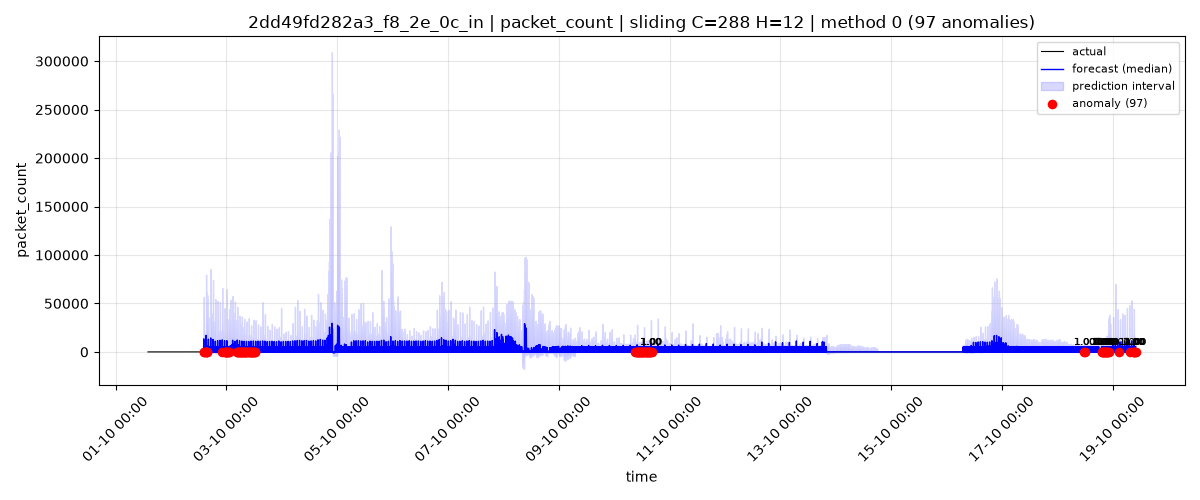 2dd49fd282a3_f8_2e_0c_in | packet_count | sliding C=288 H=12 | method 0 (97 anomalies)
actual
forecast (median)
prediction interval
anomaly (97)
packet_count
300000
250000
200000
150000
100000
50000
0
1.00
01-10 00:00
03-10 00:00
05-10 00:00
07-10 00:00
09-10 00:00
11-10 00:00
13-10 00:00
15-10 00:00
17-10 00:00
19-10 00:00
time